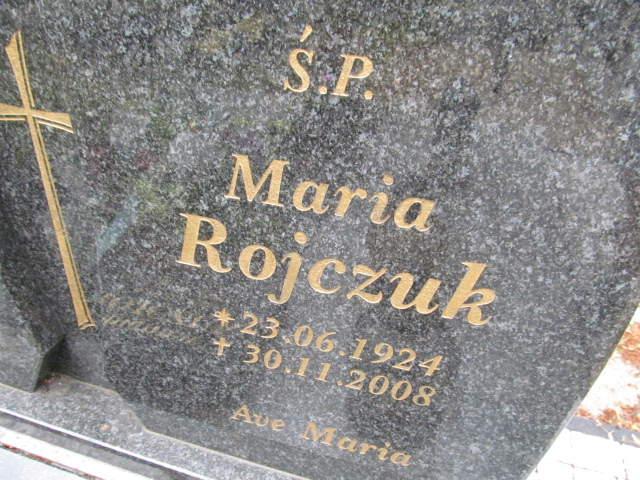 Ś.P.
Maria
Rojczuk
* 23.06.1924
† 30.11.2008
Ave Maria